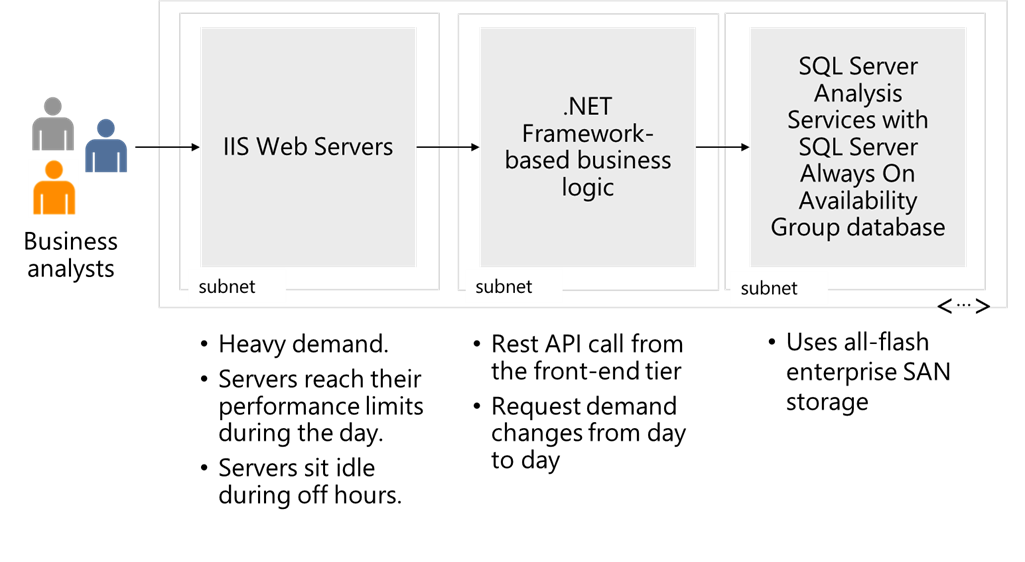 Business
analysts
IIS Web Servers
subnet
.NET
Framework-
based business
logic
subnet
SQL Server
Analysis
Services with
SQL Server
Always On
Availability
Group database
subnet
<···>
• Heavy demand.
• Servers reach their
performance limits
during the day.
• Servers sit idle
during off hours.
• Rest API call from
the front-end tier
• Request demand
changes from day
to day
• Uses all-flash
enterprise SAN
storage